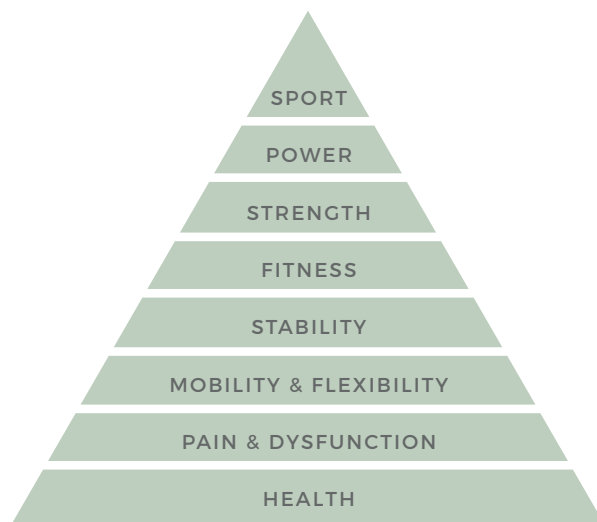 SPORT
POWER
STRENGTH
FITNESS
STABILITY
MOBILITY & FLEXIBILITY
PAIN & DYSFUNCTION
HEALTH